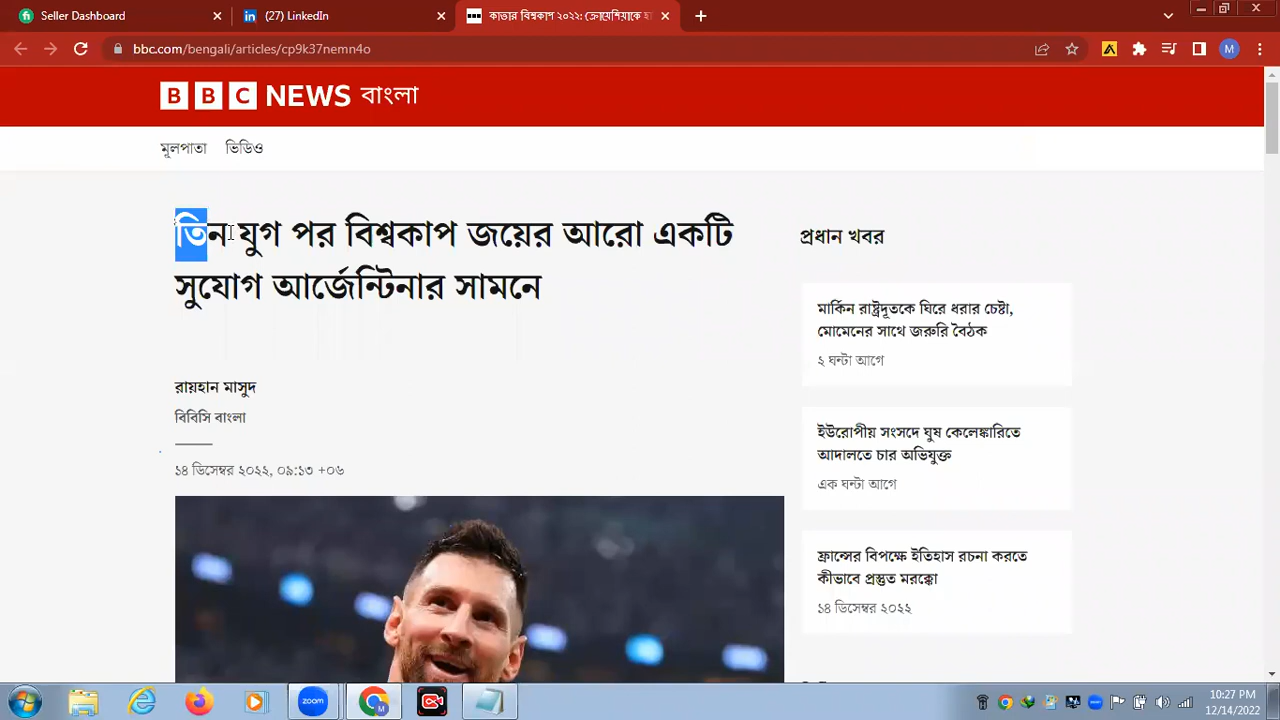 Seller Dashboard
(27) LinkedIn
কাতার বিশ্বকাপ ২০২২: ক্রোয়েশিয়াকে হা
bbc.com/bengali/articles/cp9k37nemn4o
M
BBC NEWS বাংলা
মূলপাতা ভিডিও
তিন যুগ পর বিশ্বকাপ জয়ের আরো একটি
সুযোগ আর্জেন্টিনার সামনে
রায়হান মাসুদ
বিবিসি বাংলা
১৪ ডিসেম্বর ২০২২, ০৯:১৩ +০৬
প্রধান খবর
মার্কিন রাষ্ট্রদূতকে ঘিরে ধরার চেষ্টা,
মোমেনের সাথে জরুরি বৈঠক
২ ঘন্টা আগে
ইউরোপীয় সংসদে ঘুষ কেলেঙ্কারিতে
আদালতে চার অভিযুক্ত
এক ঘন্টা আগে
ফ্রান্সের বিপক্ষে ইতিহাস রচনা করতে
কীভাবে প্রস্তুত মরক্কো
১৪ ডিসেম্বর ২০২২
zoom
M
10:27 PM
12/14/2022